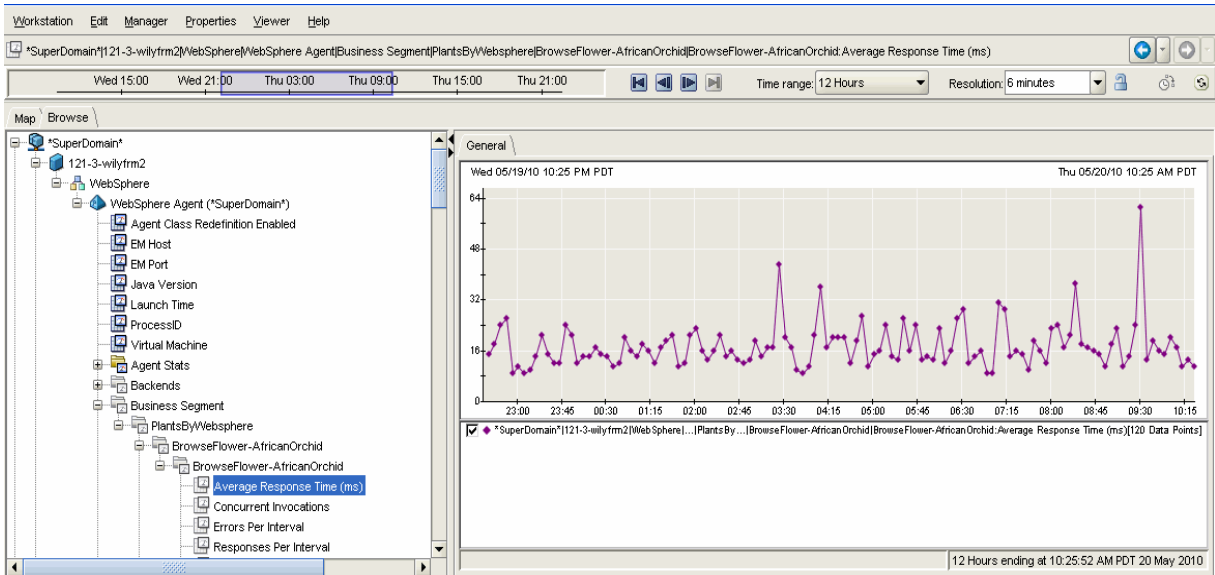 Workstation Edit Manager Properties Viewer Help
*SuperDomain*|121-3-wilyfrm2|WebSphere|WebSphere Agent|Business Segment|PlantsByWebsphere|BrowseFlower-AfricanOrchid|BrowseFlower-AfricanOrchid:Average Response Time (ms)
Wed 15:00 Wed 21:00 Thu 03:00 Thu 09:00 Thu 15:00 Thu 21:00 Time range: 12 Hours Resolution: 6 minutes
Map Browse
*SuperDomain*
121-3-wilyfrm2
WebSphere
WebSphere Agent (*SuperDomain*)
Agent Class Redefinition Enabled
EM Host
EM Port
Java Version
Launch Time
ProcessID
Virtual Machine
Agent Stats
Backends
Business Segment
PlantsByWebsphere
BrowseFlower-AfricanOrchid
BrowseFlower-AfricanOrchid
Average Response Time (ms)
Concurrent Invocations
Errors Per Interval
Responses Per Interval
General
Wed 05/19/10 10:25 PM PDT Thu 05/20/10 10:25 AM PDT
64
48
32
16
0
23:00 23:45 00:30 01:15 02:00 02:45 03:30 04:15 05:00 05:45 06:30 07:15 08:00 08:45 09:30 10:15
*SuperDomain*|121-3-wilyfrm2|WebSphere|...|PlantsBy...|BrowseFlower-AfricanOrchid|BrowseFlower-AfricanOrchid:Average Response Time (ms)[120 Data Points]
12 Hours ending at 10:25:52 AM PDT 20 May 2010